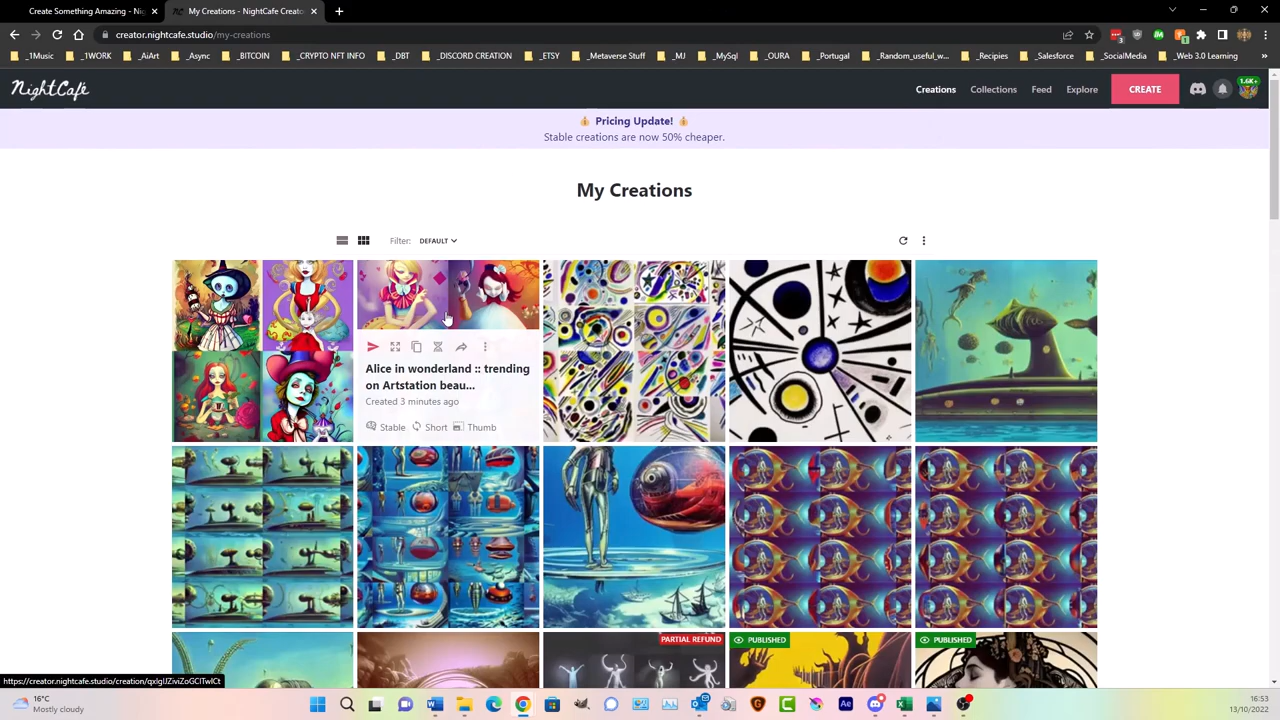 Create Something Amazing - Nig
My Creations - NightCafe Creator
creator.nightcafe.studio/my-creations
_1Music
_1WORK
_AiArt
_Async
_BITCOIN
_CRYPTO NFT INFO
_DBT
_DISCORD CREATION
_ETSY
_Metaverse Stuff
_MJ
_MySql
_OURA
_Portugal
_Random_useful_w...
_Recipies
_Salesforce
_SocialMedia
_Web 3.0 Learning
NightCafe
Creations
Collections
Feed
Explore
CREATE
1.6K+
Pricing Update!
Stable creations are now 50% cheaper.
My Creations
Filter: DEFAULT
Alice in wonderland :: trending
on Artstation beau...
Created 3 minutes ago
Stable Short Thumb
PARTIAL REFUND
PUBLISHED
PUBLISHED
16°C
Mostly cloudy
16:53
13/10/2022